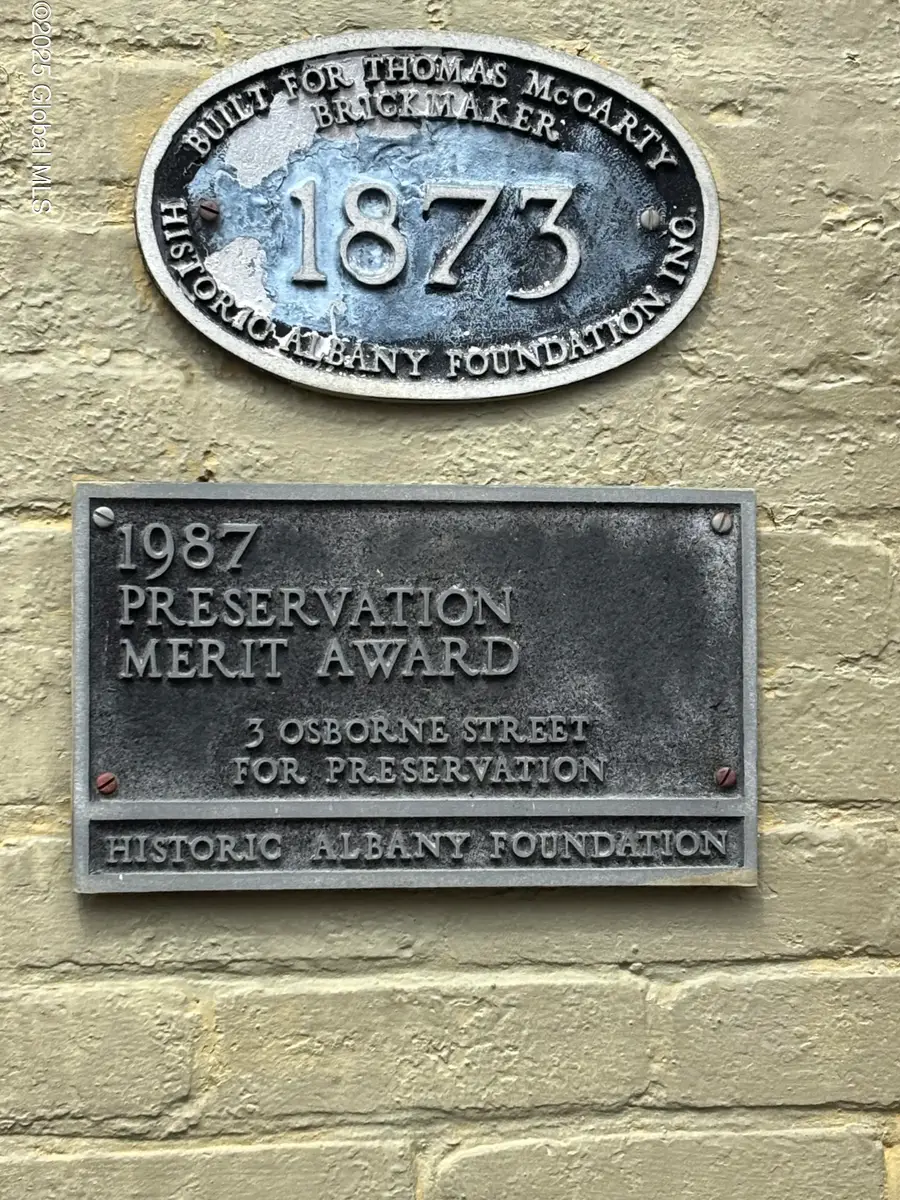 ©2025 Global MLS
BUILT FOR THOMAS McCARTY
BRICKMAKER
1873
HISTORIC ALBANY FOUNDATION INC.
1987
PRESERVATION
MERIT AWARD
3 OSBORNE STREET
FOR PRESERVATION
HISTORIC ALBANY FOUNDATION